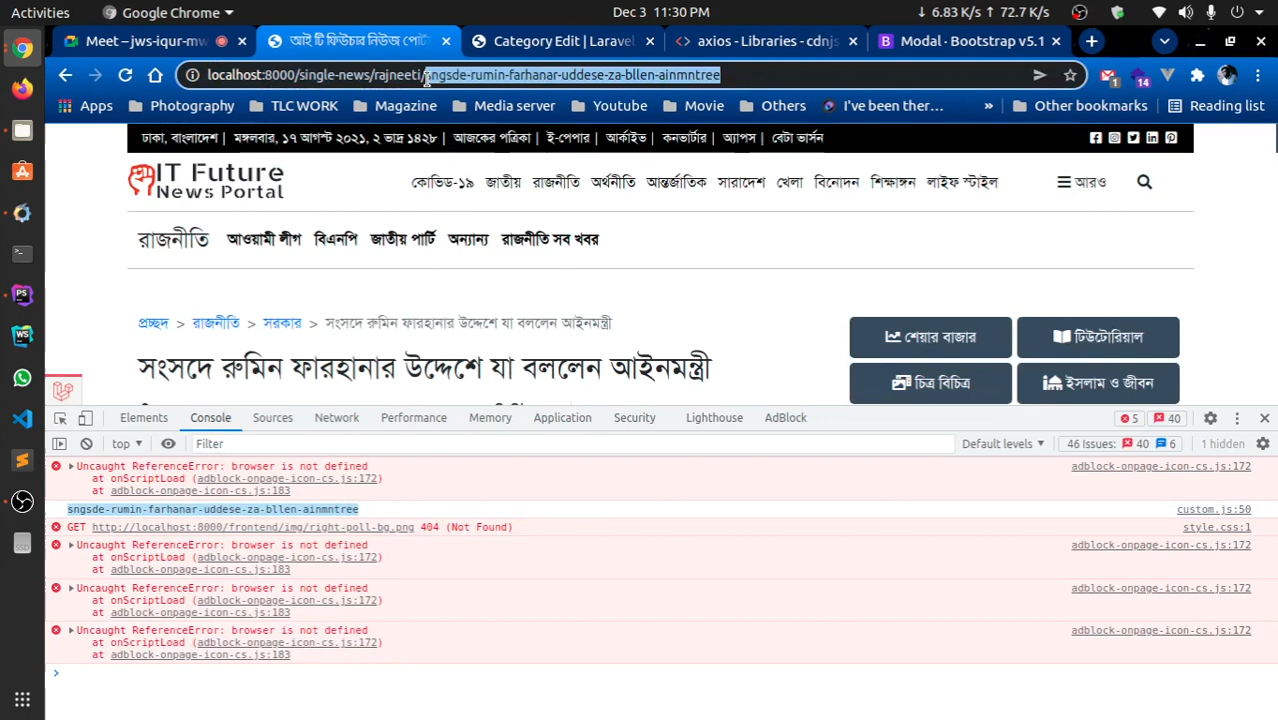 Activities Google Chrome Dec 3 11:30 PM ↓ 6.83 K/s ↑ 72.7 K/s
Meet – jws-iqur-mw আই টি ফিউচার নিউজ পোর্ট Category Edit | Laravel axios - Libraries - cdnjs Modal · Bootstrap v5.1
localhost:8000/single-news/rajneeti/sngsde-rumin-farhanar-uddese-za-bllen-ainmntree
Apps Photography TLC WORK Magazine Media server Youtube Movie Others I've been ther... » Other bookmarks Reading list
ঢাকা, বাংলাদেশ | মঙ্গলবার, ১৭ আগস্ট ২০২১, ২ ভাদ্র ১৪২৮ | আজকের পত্রিকা | ই-পেপার | আর্কাইভ | কনভার্টার | অ্যাপস | বেটা ভার্সন
IT Future
News Portal
কোভিড-১৯ জাতীয় রাজনীতি অর্থনীতি আন্তর্জাতিক সারাদেশ খেলা বিনোদন শিক্ষাঙ্গন লাইফ স্টাইল আরও
রাজনীতি আওয়ামী লীগ বিএনপি জাতীয় পার্টি অন্যান্য রাজনীতি সব খবর
প্রচ্ছদ > রাজনীতি > সরকার > সংসদে রুমিন ফারহানার উদ্দেশে যা বললেন আইনমন্ত্রী
সংসদে রুমিন ফারহানার উদ্দেশে যা বললেন আইনমন্ত্রী
শেয়ার বাজার টিউটোরিয়াল
চিত্র বিচিত্র ইসলাম ও জীবন
Elements Console Sources Network Performance Memory Application Security Lighthouse AdBlock 5 40
top Filter Default levels 46 Issues: 40 6 1 hidden
Uncaught ReferenceError: browser is not defined adblock-onpage-icon-cs.js:172
at onScriptLoad (adblock-onpage-icon-cs.js:172)
at adblock-onpage-icon-cs.js:183
sngsde-rumin-farhanar-uddese-za-bllen-ainmntree custom.js:50
GET http://localhost:8000/frontend/img/right-poll-bg.png 404 (Not Found) style.css:1
Uncaught ReferenceError: browser is not defined adblock-onpage-icon-cs.js:172
at onScriptLoad (adblock-onpage-icon-cs.js:172)
at adblock-onpage-icon-cs.js:183
Uncaught ReferenceError: browser is not defined adblock-onpage-icon-cs.js:172
at onScriptLoad (adblock-onpage-icon-cs.js:172)
at adblock-onpage-icon-cs.js:183
Uncaught ReferenceError: browser is not defined adblock-onpage-icon-cs.js:172
at onScriptLoad (adblock-onpage-icon-cs.js:172)
at adblock-onpage-icon-cs.js:183